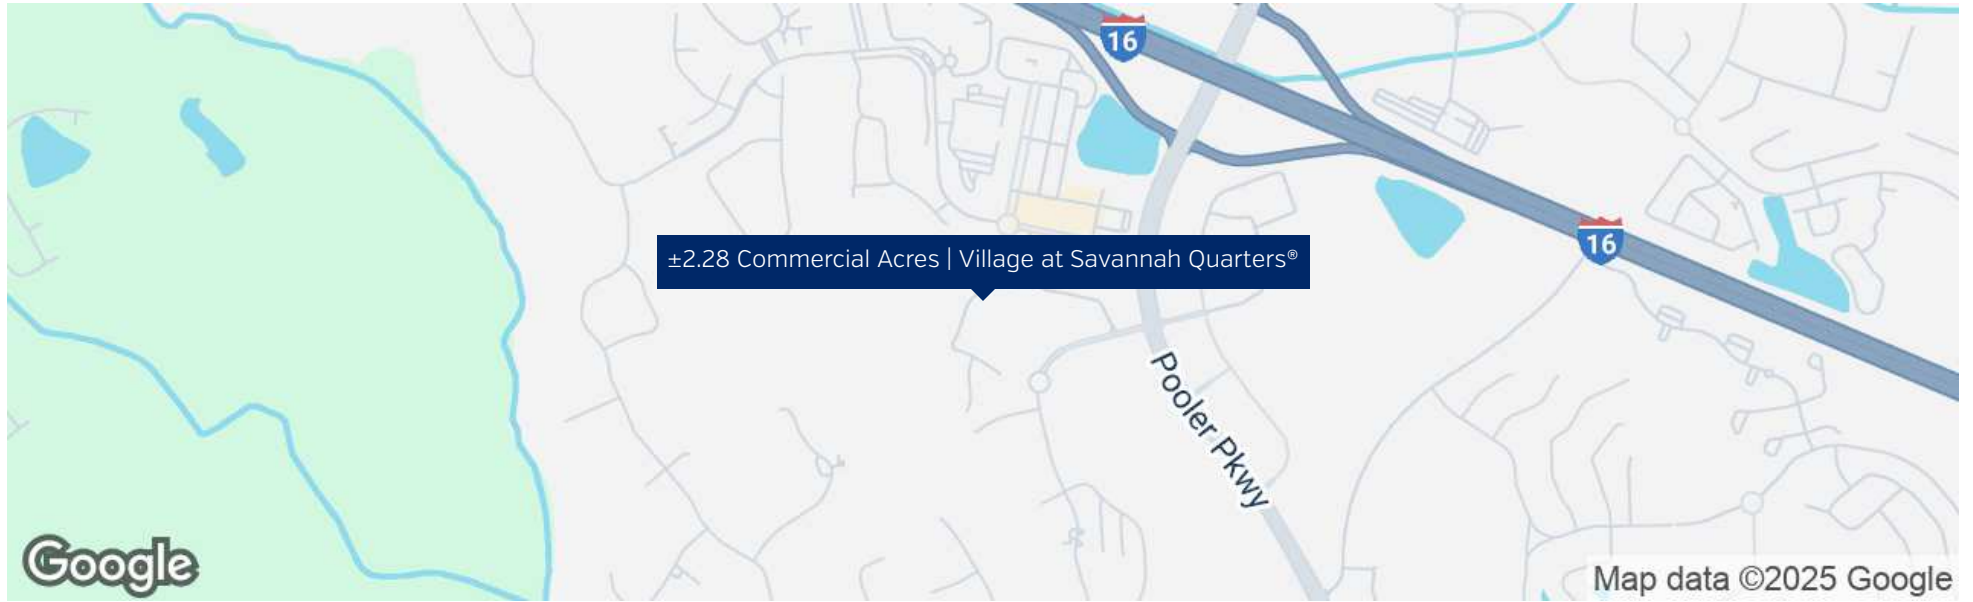 16
16
±2.28 Commercial Acres | Village at Savannah Quarters®
Pooler Pkwy
Google
Map data ©2025 Google